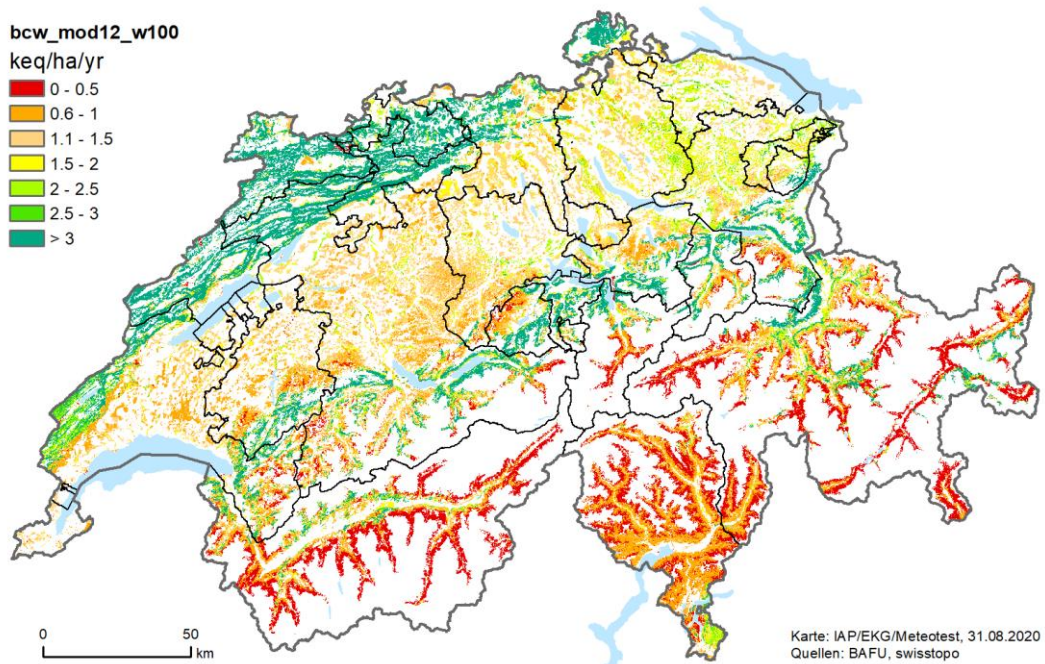 bcw_mod12_w100
keq/ha/yr
0 - 0.5
0.6 - 1
1.1 - 1.5
1.5 - 2
2 - 2.5
2.5 - 3
> 3
0 50
km
Karte: IAP/EKG/Meteotest, 31.08.2020
Quellen: BAFU, swisstopo